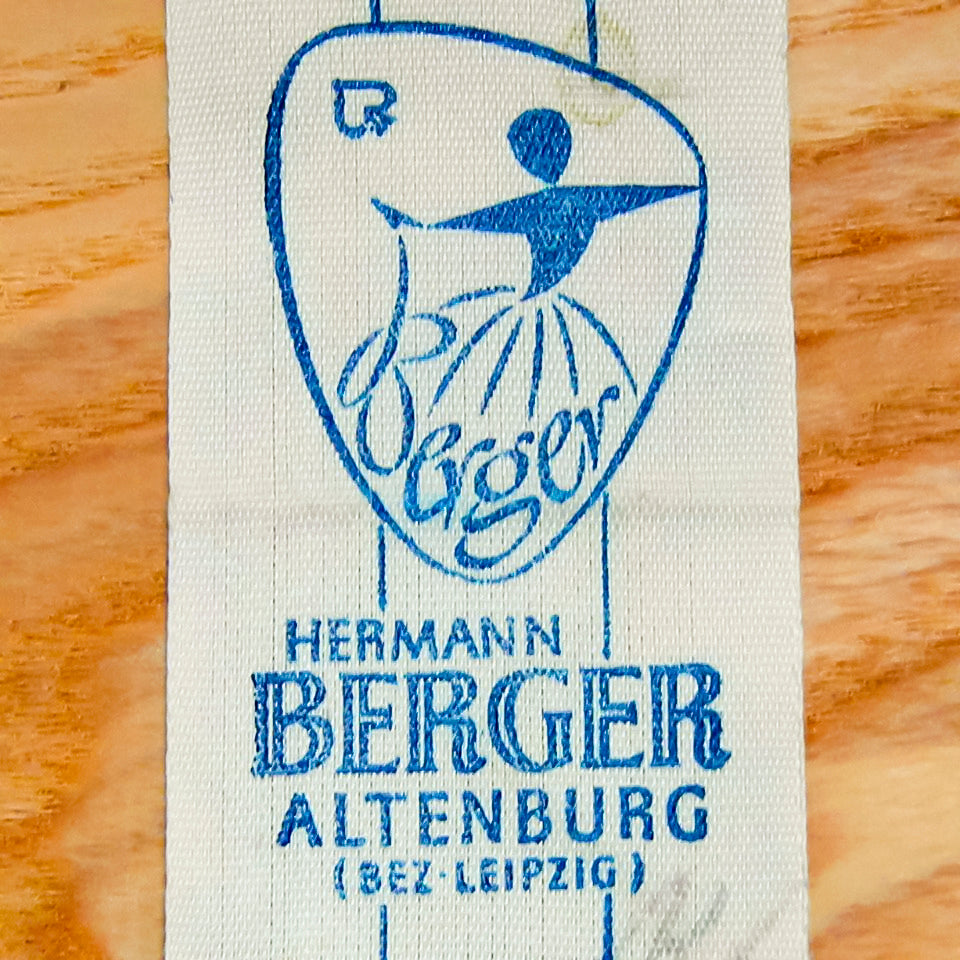 Berger
HERMANN
BERGER
ALTENBURG
(BEZ·LEIPZIG)